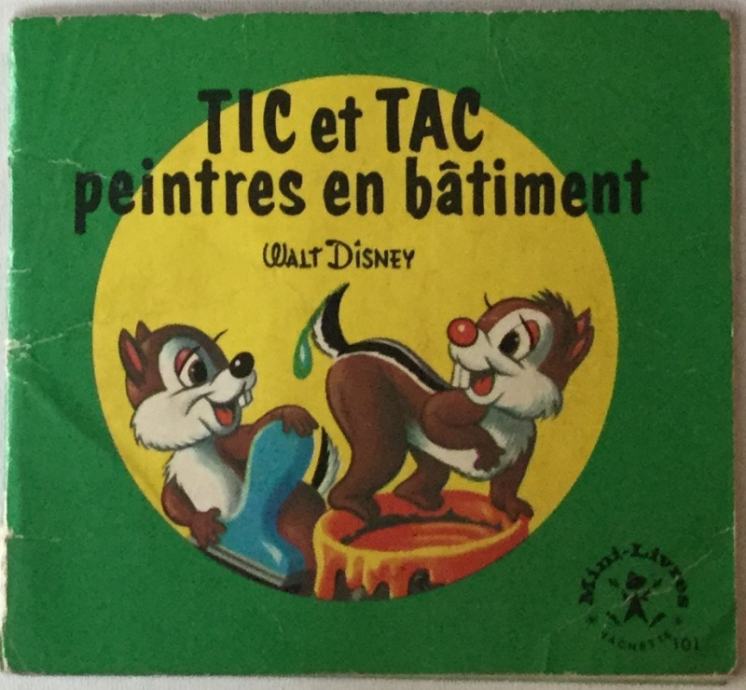 TIC et TAC
peintres en bâtiment
WALT DISNEY
Mini-Livres
HACHETTE 101